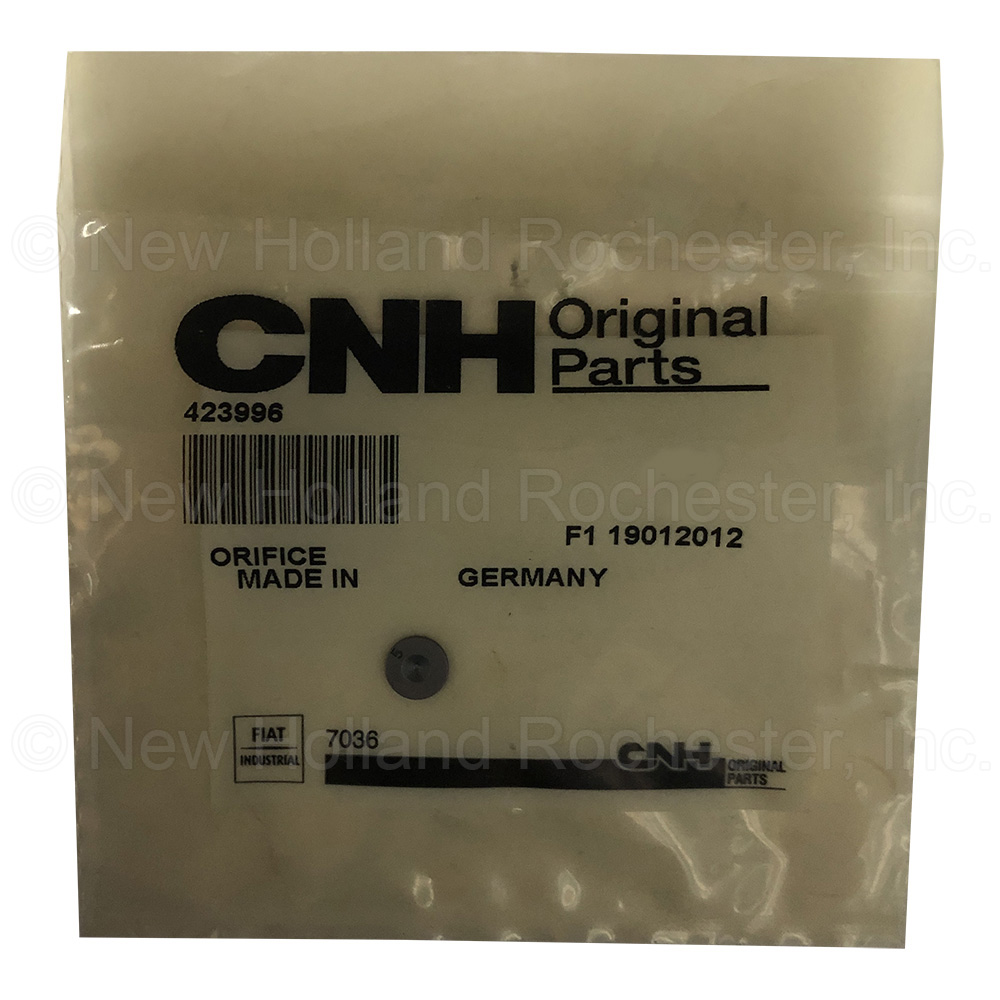 © New Holland Rochester, Inc.
CNH Original
Parts
423996
© New Holland Rochester, Inc.
F1 19012012
ORIFICE
MADE IN GERMANY
FIAT
INDUSTRIAL
7036
© New Holland Rochester, Inc.
CNH ORIGINAL
PARTS